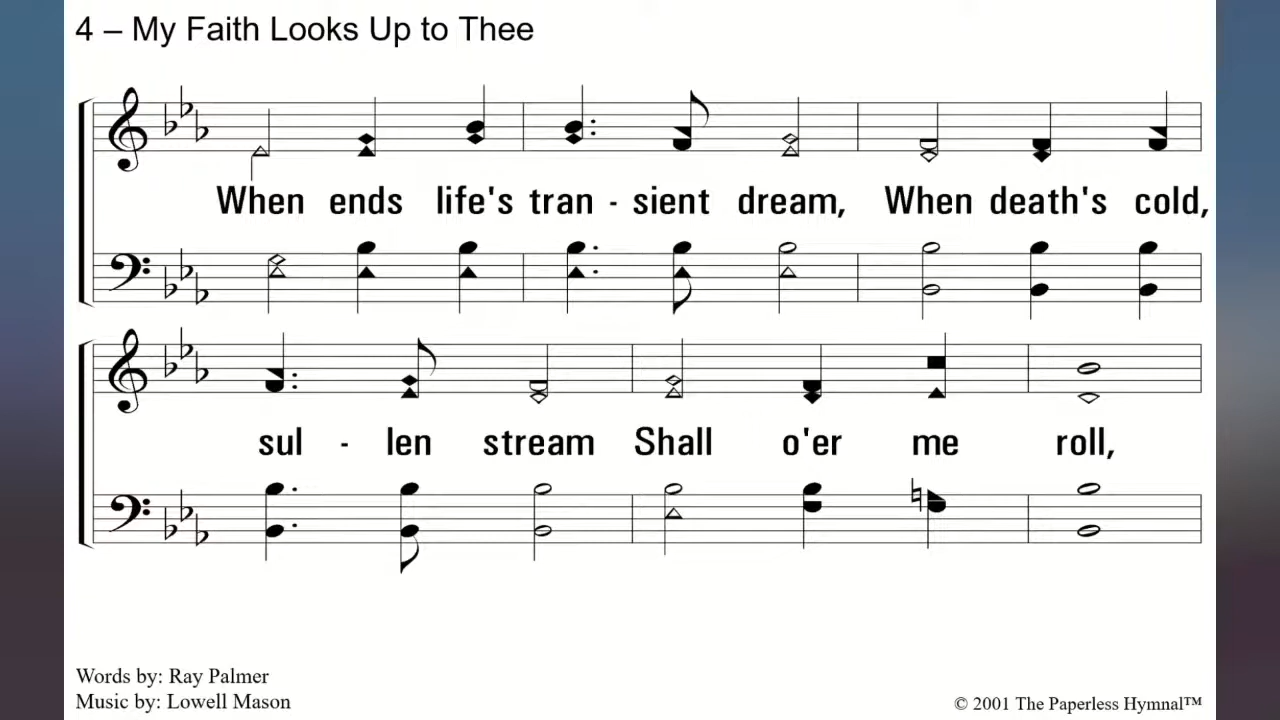 4 – My Faith Looks Up to Thee
When ends life's tran - sient dream, When death's cold,
sul - len stream Shall o'er me roll,
Words by: Ray Palmer
Music by: Lowell Mason
© 2001 The Paperless Hymnal™